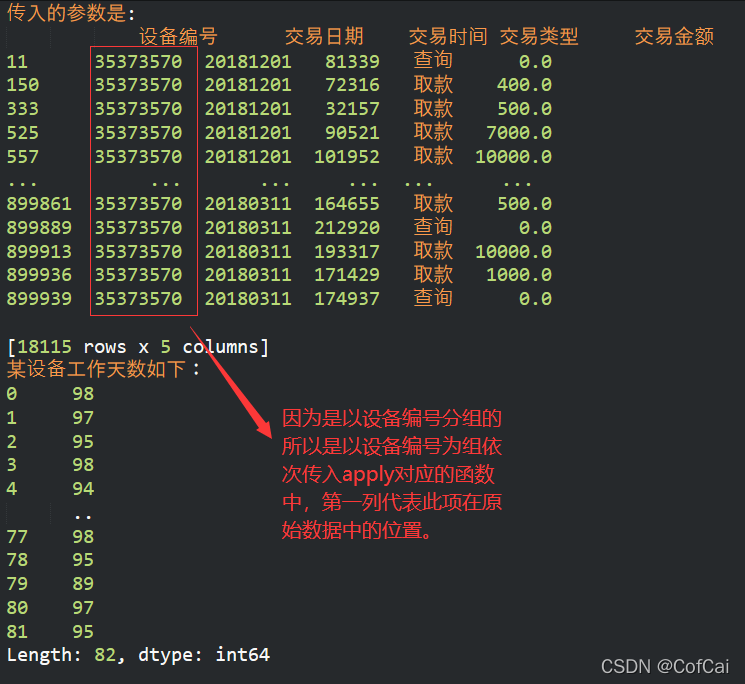 传入的参数是:
设备编号 交易日期 交易时间 交易类型 交易金额
11 35373570 20181201 81339 查询 0.0
150 35373570 20181201 72316 取款 400.0
333 35373570 20181201 32157 取款 500.0
525 35373570 20181201 90521 取款 7000.0
557 35373570 20181201 101952 取款 10000.0
... ... ... ... ... ...
899861 35373570 20180311 164655 取款 500.0
899889 35373570 20180311 212920 查询 0.0
899913 35373570 20180311 193317 取款 10000.0
899936 35373570 20180311 171429 取款 1000.0
899939 35373570 20180311 174937 查询 0.0
[18115 rows x 5 columns]
某设备工作天数如下：
0 98
1 97
2 95
3 98
4 94
..
77 98
78 95
79 89
80 97
81 95
Length: 82, dtype: int64
因为是以设备编号分组的
所以是以设备编号为组依
次传入apply对应的函数
中，第一列代表此项在原
始数据中的位置。
CSDN @CofCai